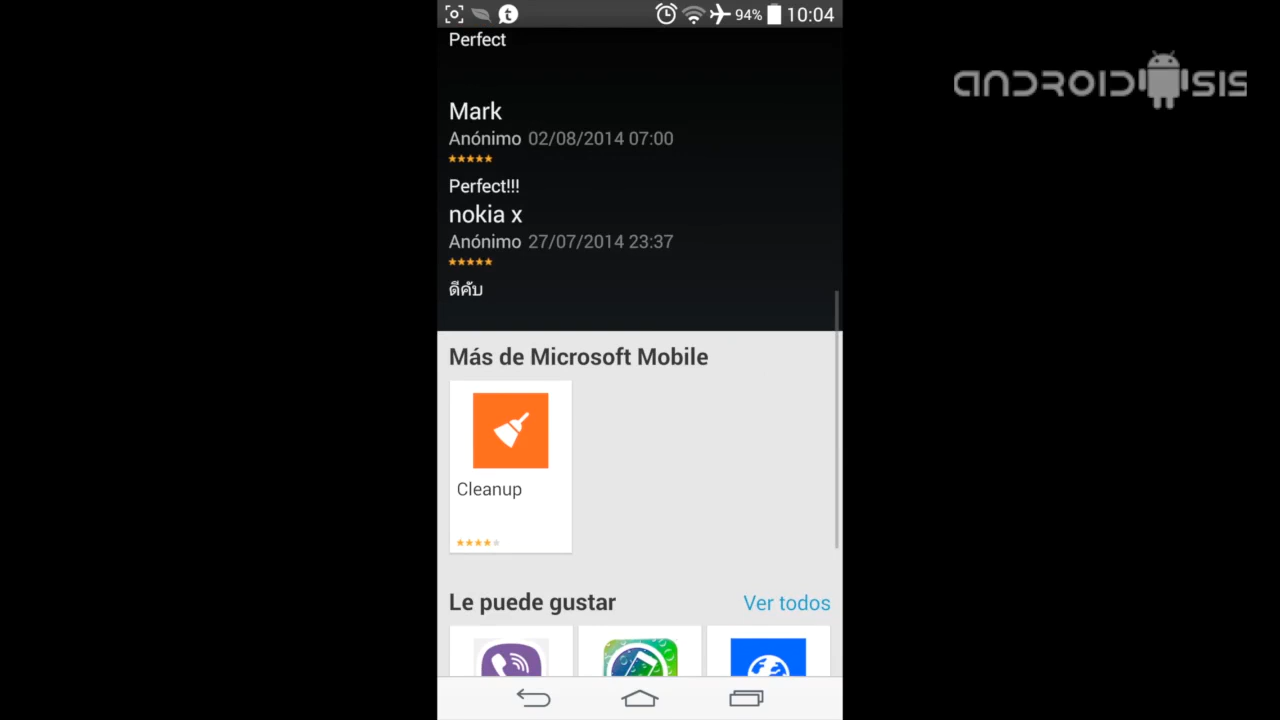 94% 10:04
Perfect
ANDROIDSIS
Mark
Anónimo 02/08/2014 07:00
Perfect!!!
nokia x
Anónimo 27/07/2014 23:37
ดีคับ
Más de Microsoft Mobile
Cleanup
Le puede gustar Ver todos